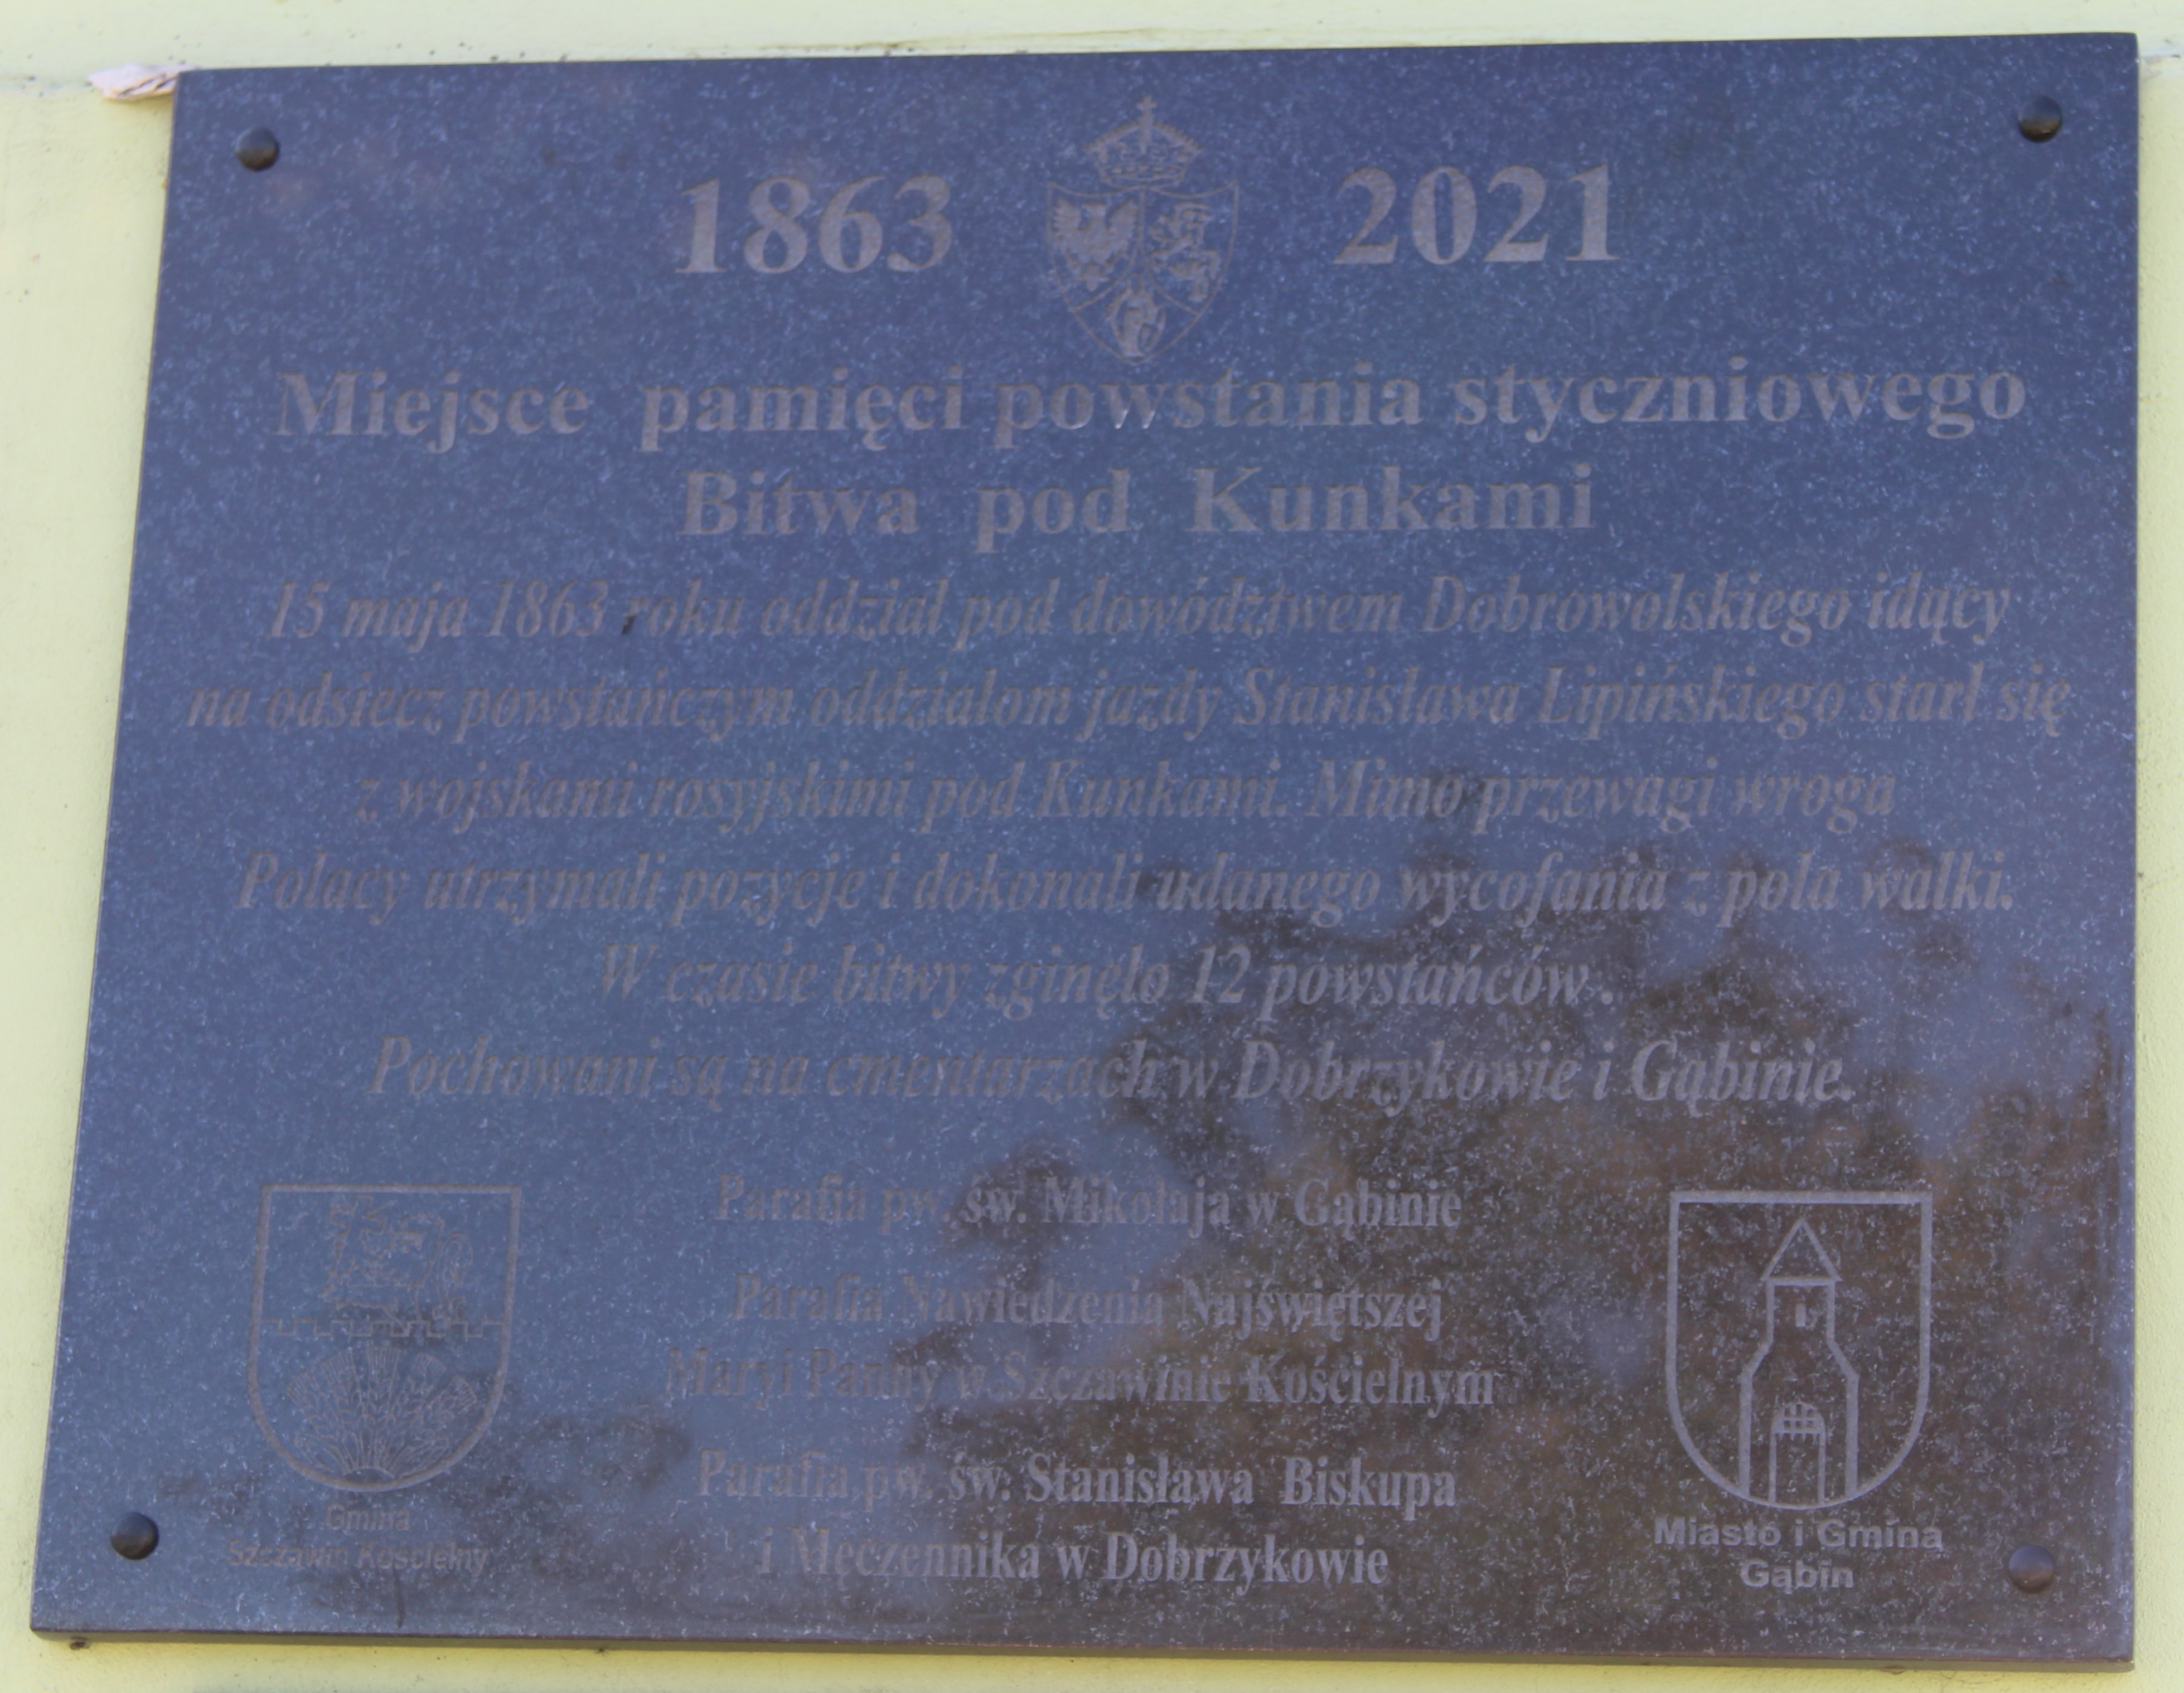 1863 2021
Miejsce pamięci powstania styczniowego
Bitwa pod Kunkami
15 maja 1863 roku oddział pod dowództwem Dobrowolskiego idący
na odsiecz powstańczym oddziałom jazdy Stanisława Lipińskiego starł się
z wojskami rosyjskimi pod Kunkami. Mimo przewagi wroga
Polacy utrzymali pozycje i dokonali udanego wycofania z pola walki.
W czasie bitwy zginęło 12 powstańców.
Pochowani są na cmentarzach w Dobrzykowie i Gąbinie.
Parafia pw. św. Mikołaja w Gąbinie
Parafia Nawiedzenia Najświętszej
Maryi Panny w Szczawinie Kościelnym
Parafia pw. św. Stanisława Biskupa
i Męczennika w Dobrzykowie
Gmina
Szczawin Kościelny
Miasto i Gmina
Gąbin